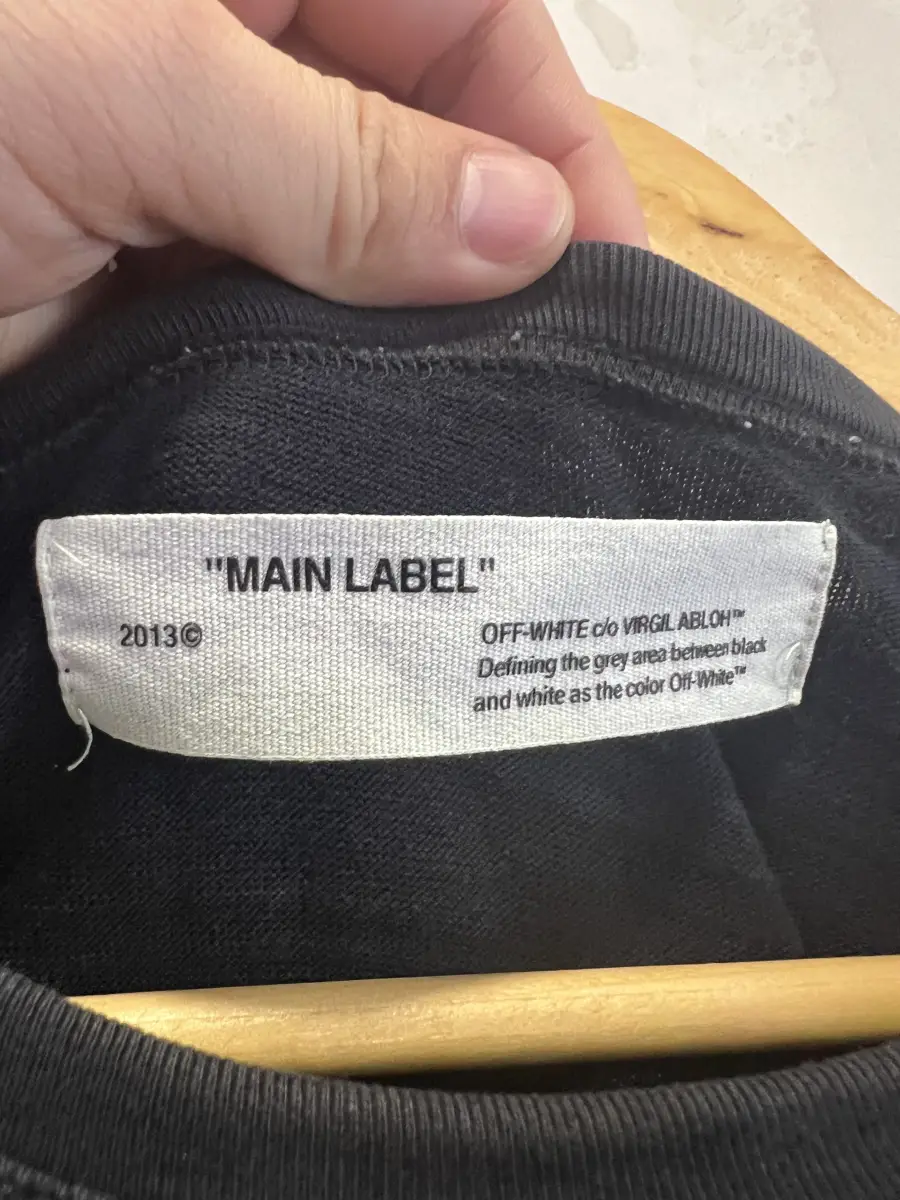 "MAIN LABEL"
2013©
OFF-WHITE c/o VIRGIL ABLOH™
Defining the grey area between black
and white as the color Off-White™